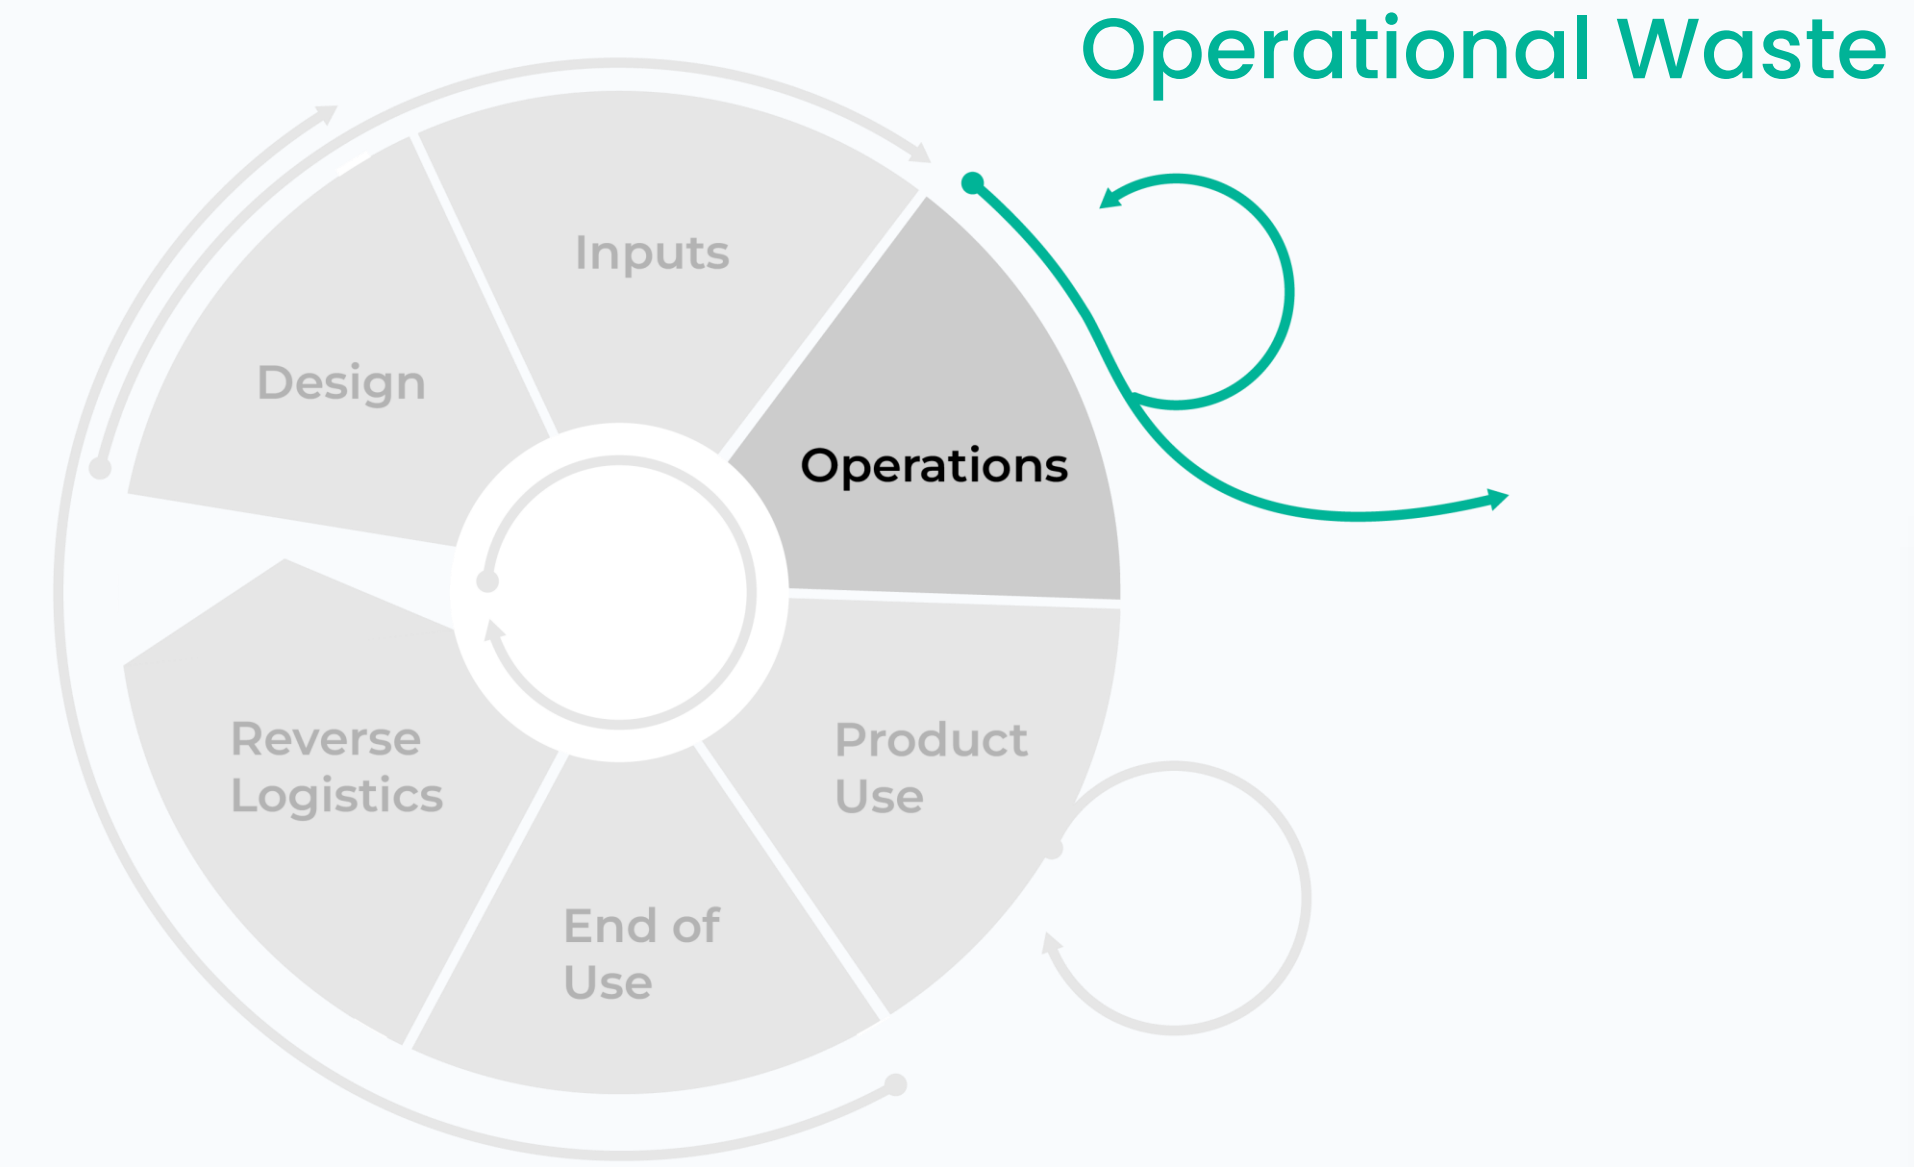 Operational Waste
Inputs
Design
Operations
Reverse
Logistics
Product
Use
End of
Use